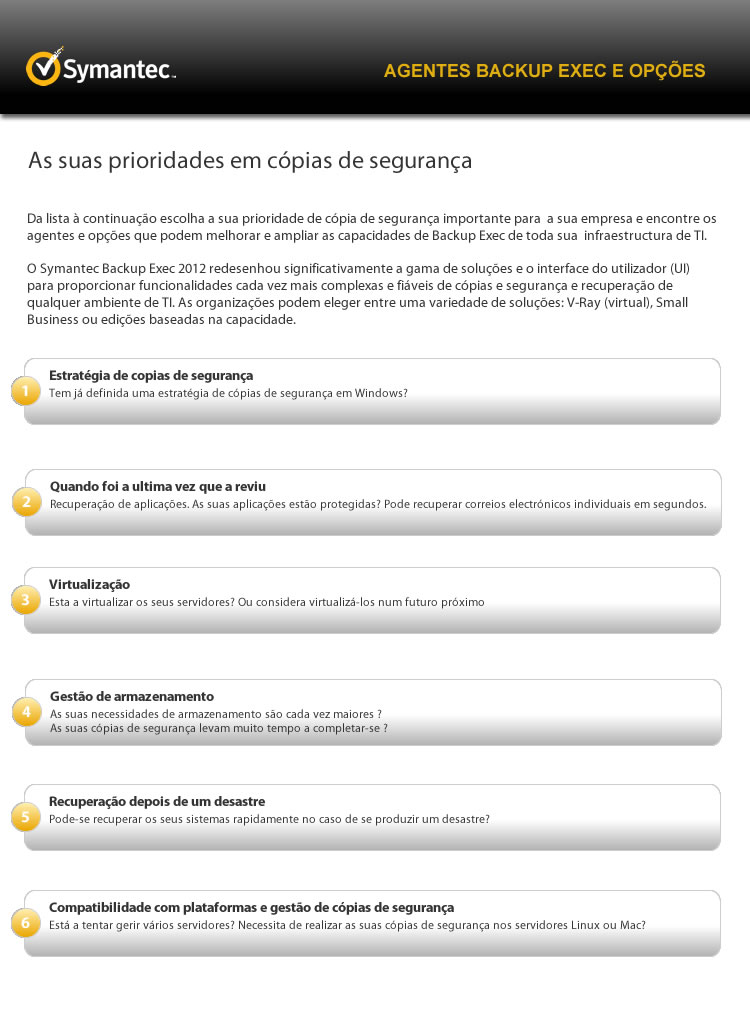 Symantec™
AGENTES BACKUP EXEC E OPÇÕES
As suas prioridades em cópias de segurança
Da lista à continuação escolha a sua prioridade de cópia de segurança importante para a sua empresa e encontre os
agentes e opções que podem melhorar e ampliar as capacidades de Backup Exec de toda sua infraestructura de TI.
O Symantec Backup Exec 2012 redesenhou significativamente a gama de soluções e o interface do utilizador (UI)
para proporcionar funcionalidades cada vez mais complexas e fiáveis de cópias e segurança e recuperação de
qualquer ambiente de TI. As organizações podem eleger entre uma variedade de soluções: V-Ray (virtual), Small
Business ou edições baseadas na capacidade.
1
Estratégia de copias de segurança
Tem já definida uma estratégia de cópias de segurança em Windows?
2
Quando foi a ultima vez que a reviu
Recuperação de aplicações. As suas aplicações estão protegidas? Pode recuperar correios electrónicos individuais em segundos.
3
Virtualização
Esta a virtualizar os seus servidores? Ou considera virtualizá-los num futuro próximo
4
Gestão de armazenamento
As suas necessidades de armazenamento são cada vez maiores ?
As suas cópias de segurança levam muito tempo a completar-se ?
5
Recuperação depois de um desastre
Pode-se recuperar os seus sistemas rapidamente no caso de se produzir um desastre?
6
Compatibilidade com plataformas e gestão de cópias de segurança
Está a tentar gerir vários servidores? Necessita de realizar as suas cópias de segurança nos servidores Linux ou Mac?